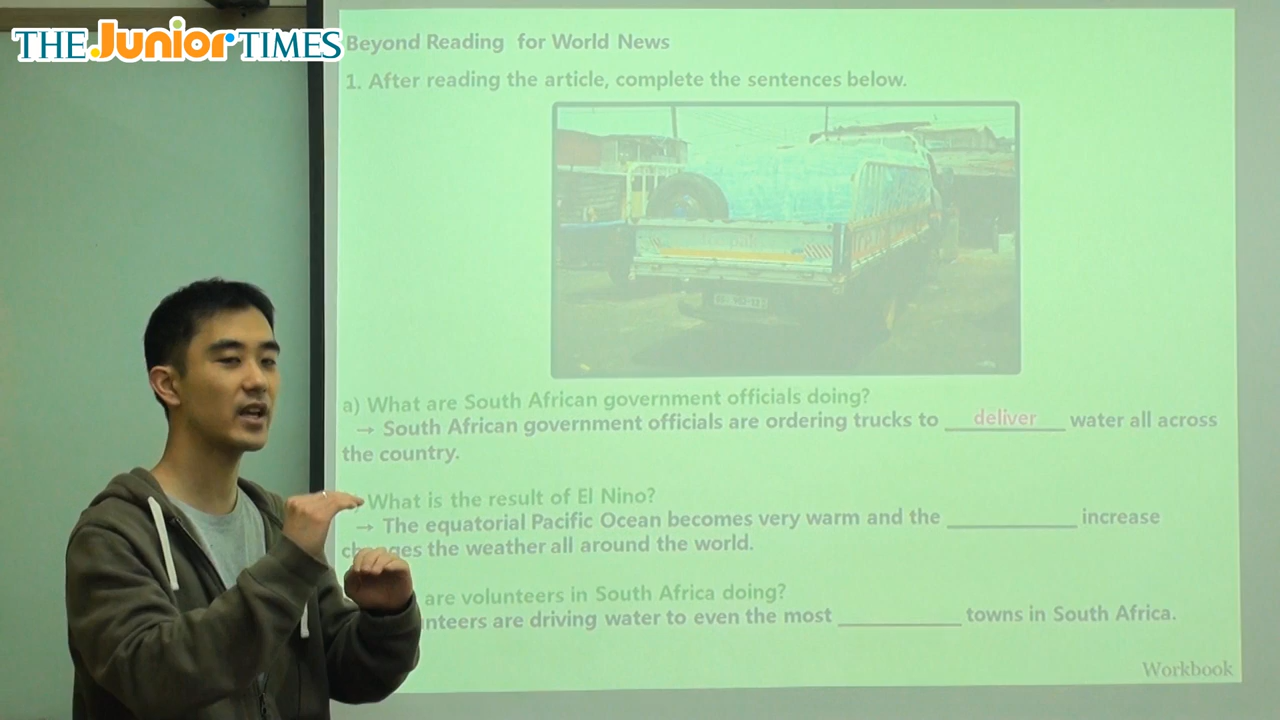 THE Junior TIMES
Beyond Reading for World News
1. After reading the article, complete the sentences below.
a) What are South African government officials doing?
→ South African government officials are ordering trucks to deliver water all across
the country.
What is the result of El Nino?
→ The equatorial Pacific Ocean becomes very warm and the ____________ increase
changes the weather all around the world.
are volunteers in South Africa doing?
unteers are driving water to even the most ____________ towns in South Africa.
Workbook